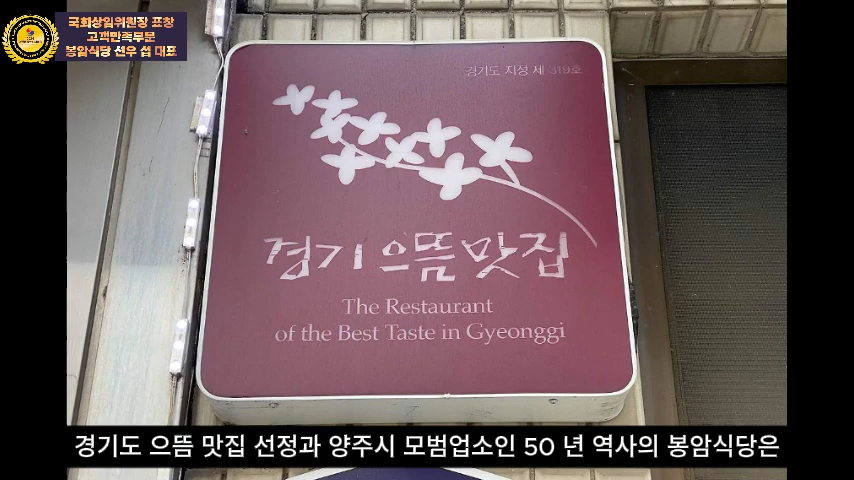 국회상임위원장 표창
고객만족부문
봉암식당 선우 섭 대표
경기도 지정 제 319호
경기 으뜸 맛집
The Restaurant
of the Best Taste in Gyeonggi
경기도 으뜸 맛집 선정과 양주시 모범업소인 50 년 역사의 봉암식당은